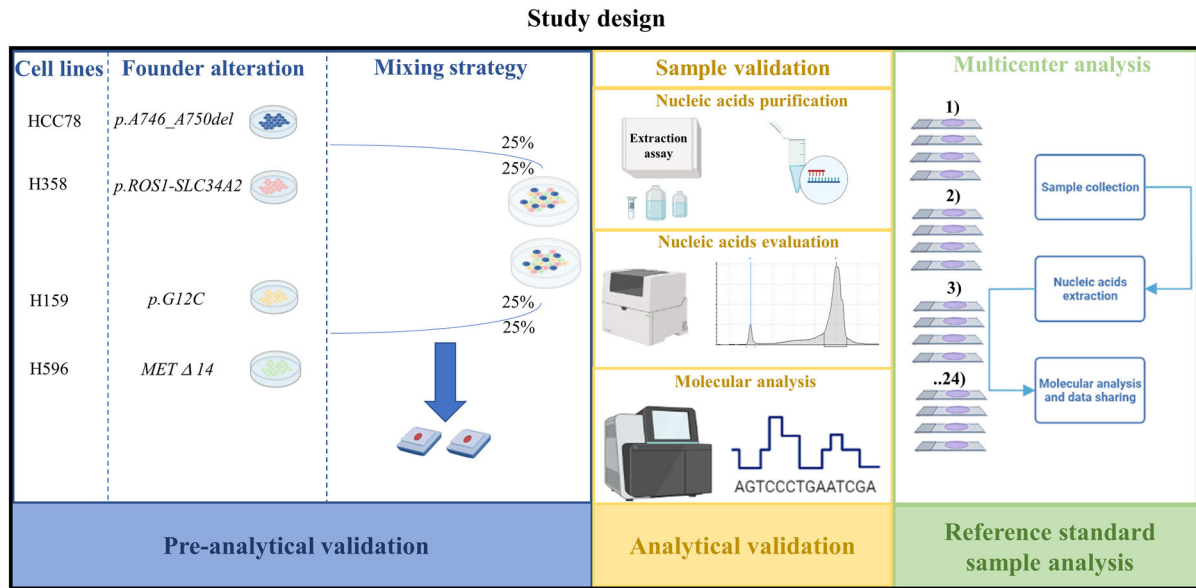 Study design
Cell lines
Founder alteration
Mixing strategy
HCC78
p.A746_A750del
H358
p.ROS1-SLC34A2
H159
p.G12C
H596
MET Δ 14
25%
25%
25%
25%
Pre-analytical validation
Sample validation
Nucleic acids purification
Extraction
assay
Nucleic acids evaluation
Molecular analysis
AGTCCCTGAATCGA
Analytical validation
Multicenter analysis
1)
2)
3)
..24)
Sample collection
Nucleic acids
extraction
Molecular analysis
and data sharing
Reference standard
sample analysis